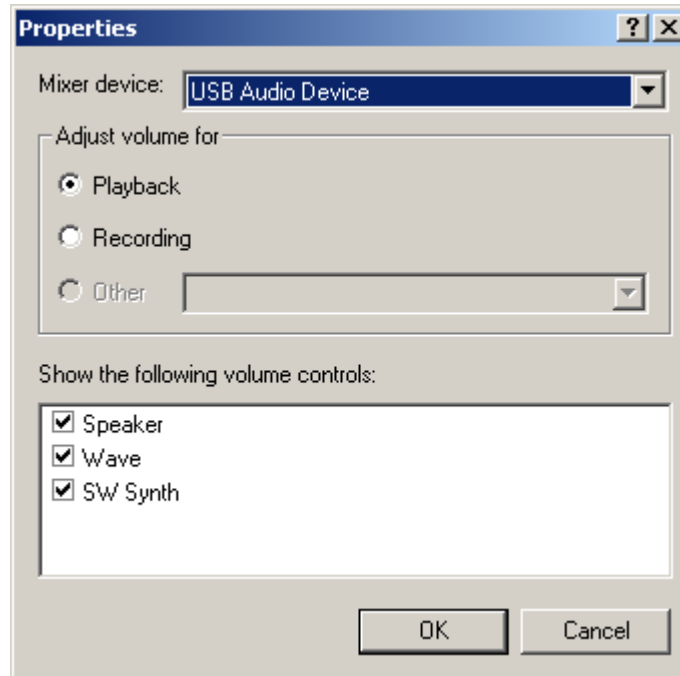 Properties
Mixer device: USB Audio Device
Adjust volume for
Playback
Recording
Other
Show the following volume controls:
Speaker
Wave
SW Synth
OK Cancel